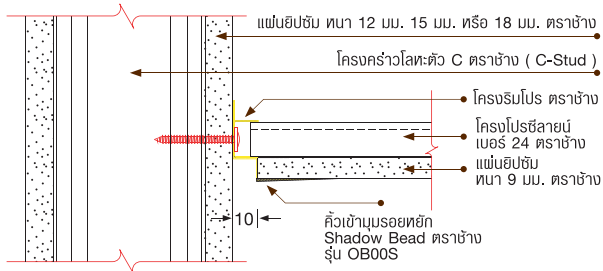 แผ่นยิปซัม หนา 12 มม. 15 มม. หรือ 18 มม. ตราช้าง
โครงคร่าวโลหะตัว C ตราช้าง ( C-Stud )
โครงริมโปร ตราช้าง
โครงโปรซีลายน์
เบอร์ 24 ตราช้าง
แผ่นยิปซัม
หนา 9 มม. ตราช้าง
10
คิ้วเข้ามุมรอยหยัก
Shadow Bead ตราช้าง
รุ่น OB00S